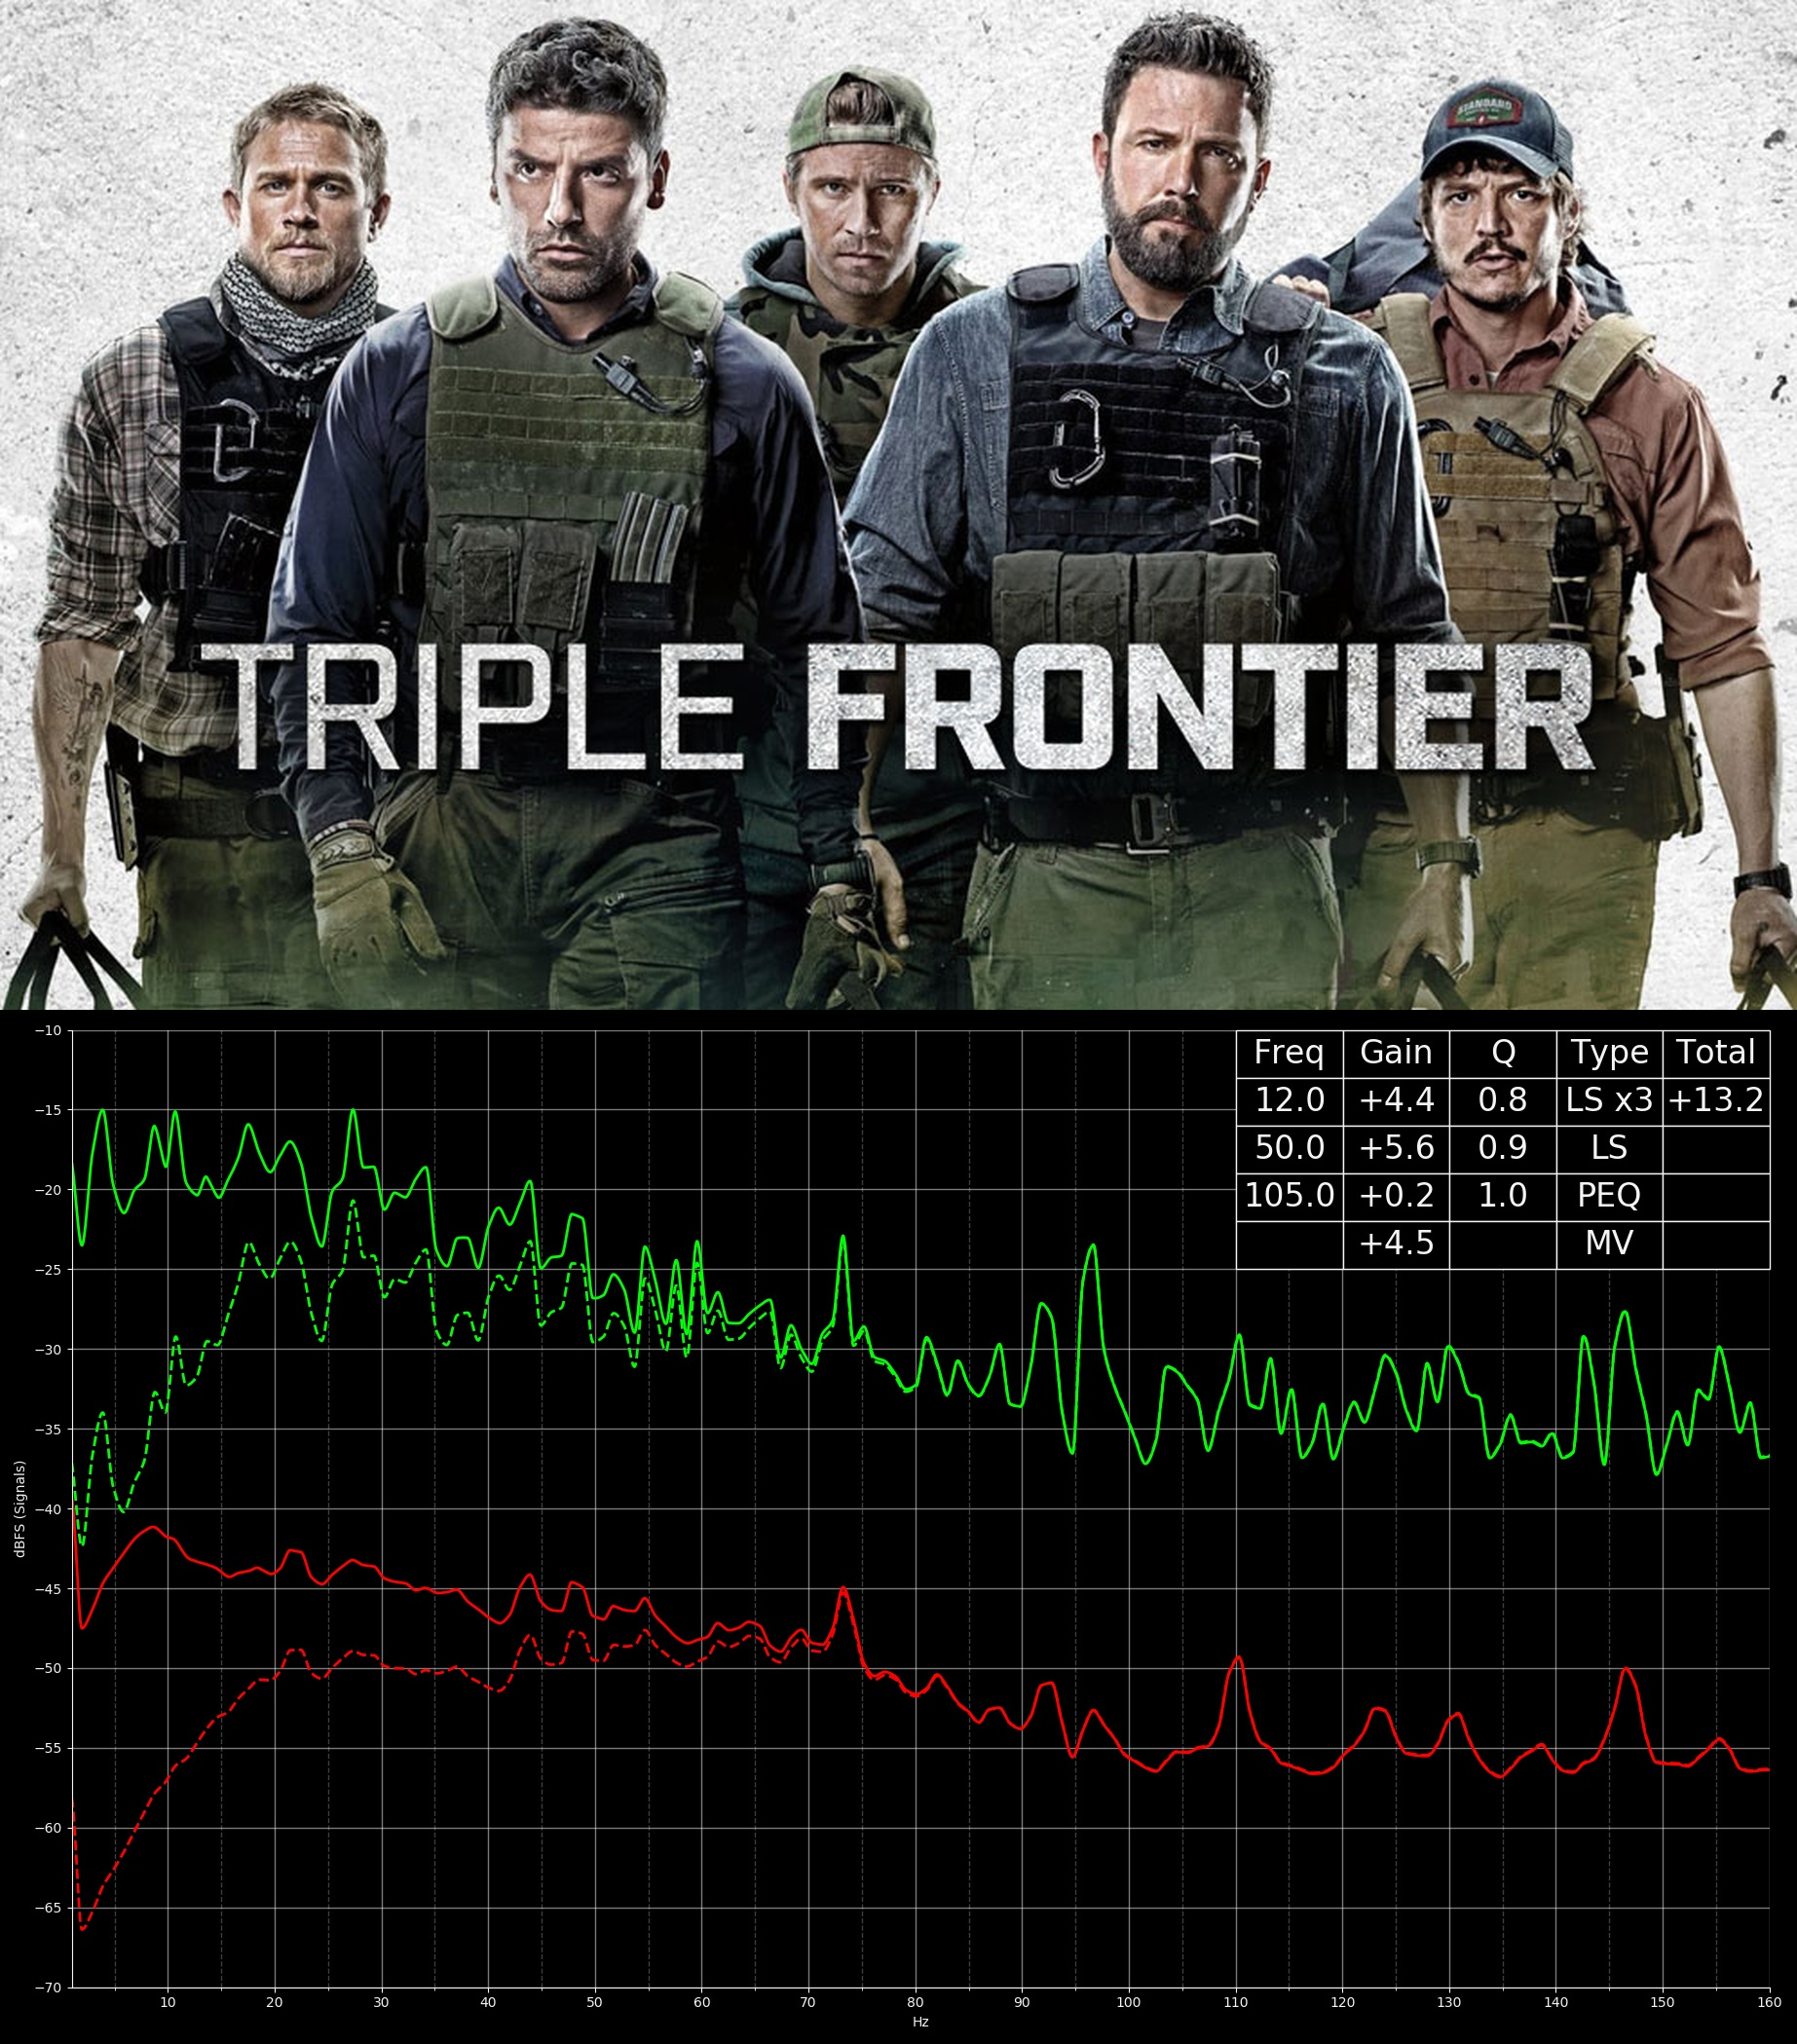 STANDARD
TRIPLE FRONTIER
Freq Gain Q Type Total
12.0 +4.4 0.8 LS x3 +13.2
50.0 +5.6 0.9 LS
105.0 +0.2 1.0 PEQ
+4.5 MV
−10
−15
−20
−25
−30
−35
−40
−45
−50
−55
−60
−65
−70
dBFS (Signals)
10 20 30 40 50 60 70 80 90 100 110 120 130 140 150 160
Hz